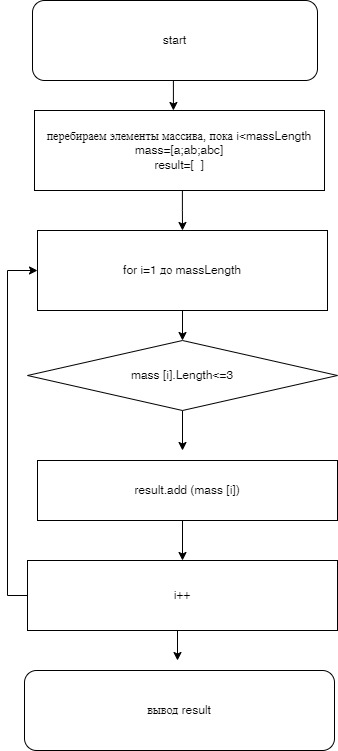 start
перебираем элементы массива, пока i<massLength
mass=[a;ab;abc]
result=[  ]
for i=1 до massLength
mass [i].Length<=3
result.add (mass [i])
i++
вывод result